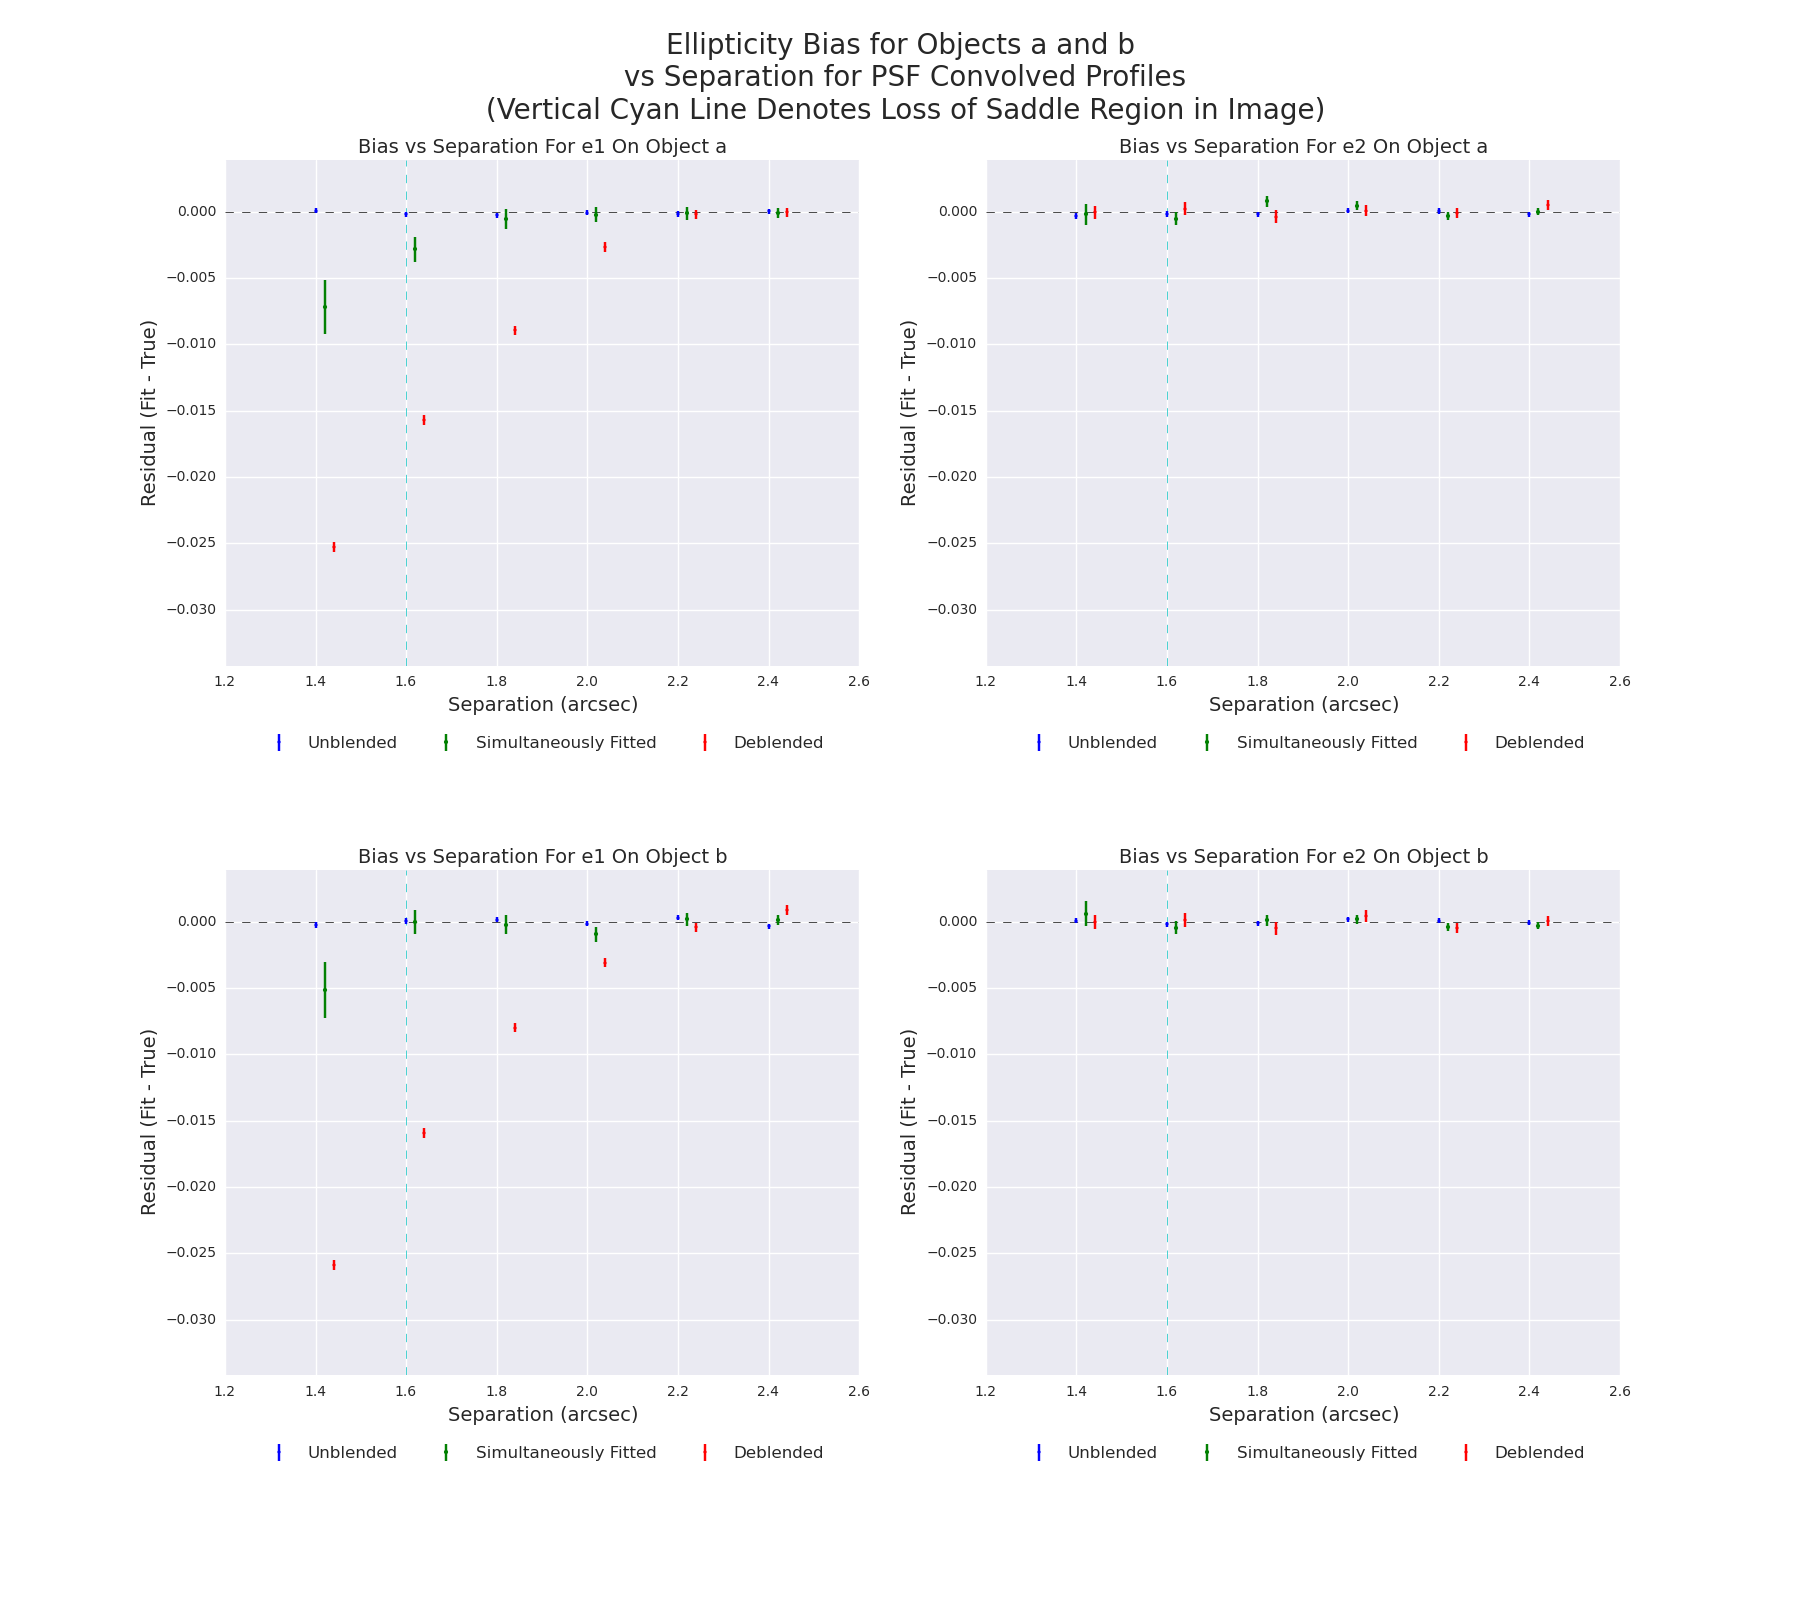 Ellipticity Bias for Objects a and b
vs Separation for PSF Convolved Profiles
(Vertical Cyan Line Denotes Loss of Saddle Region in Image)
Bias vs Separation For e1 On Object a
0.000
−0.005
−0.010
−0.015
−0.020
−0.025
−0.030
Residual (Fit - True)
1.2 1.4 1.6 1.8 2.0 2.2 2.4 2.6
Separation (arcsec)
Unblended Simultaneously Fitted Deblended
Bias vs Separation For e2 On Object a
0.000
−0.005
−0.010
−0.015
−0.020
−0.025
−0.030
Residual (Fit - True)
1.2 1.4 1.6 1.8 2.0 2.2 2.4 2.6
Separation (arcsec)
Unblended Simultaneously Fitted Deblended
Bias vs Separation For e1 On Object b
0.000
−0.005
−0.010
−0.015
−0.020
−0.025
−0.030
Residual (Fit - True)
1.2 1.4 1.6 1.8 2.0 2.2 2.4 2.6
Separation (arcsec)
Unblended Simultaneously Fitted Deblended
Bias vs Separation For e2 On Object b
0.000
−0.005
−0.010
−0.015
−0.020
−0.025
−0.030
Residual (Fit - True)
1.2 1.4 1.6 1.8 2.0 2.2 2.4 2.6
Separation (arcsec)
Unblended Simultaneously Fitted Deblended